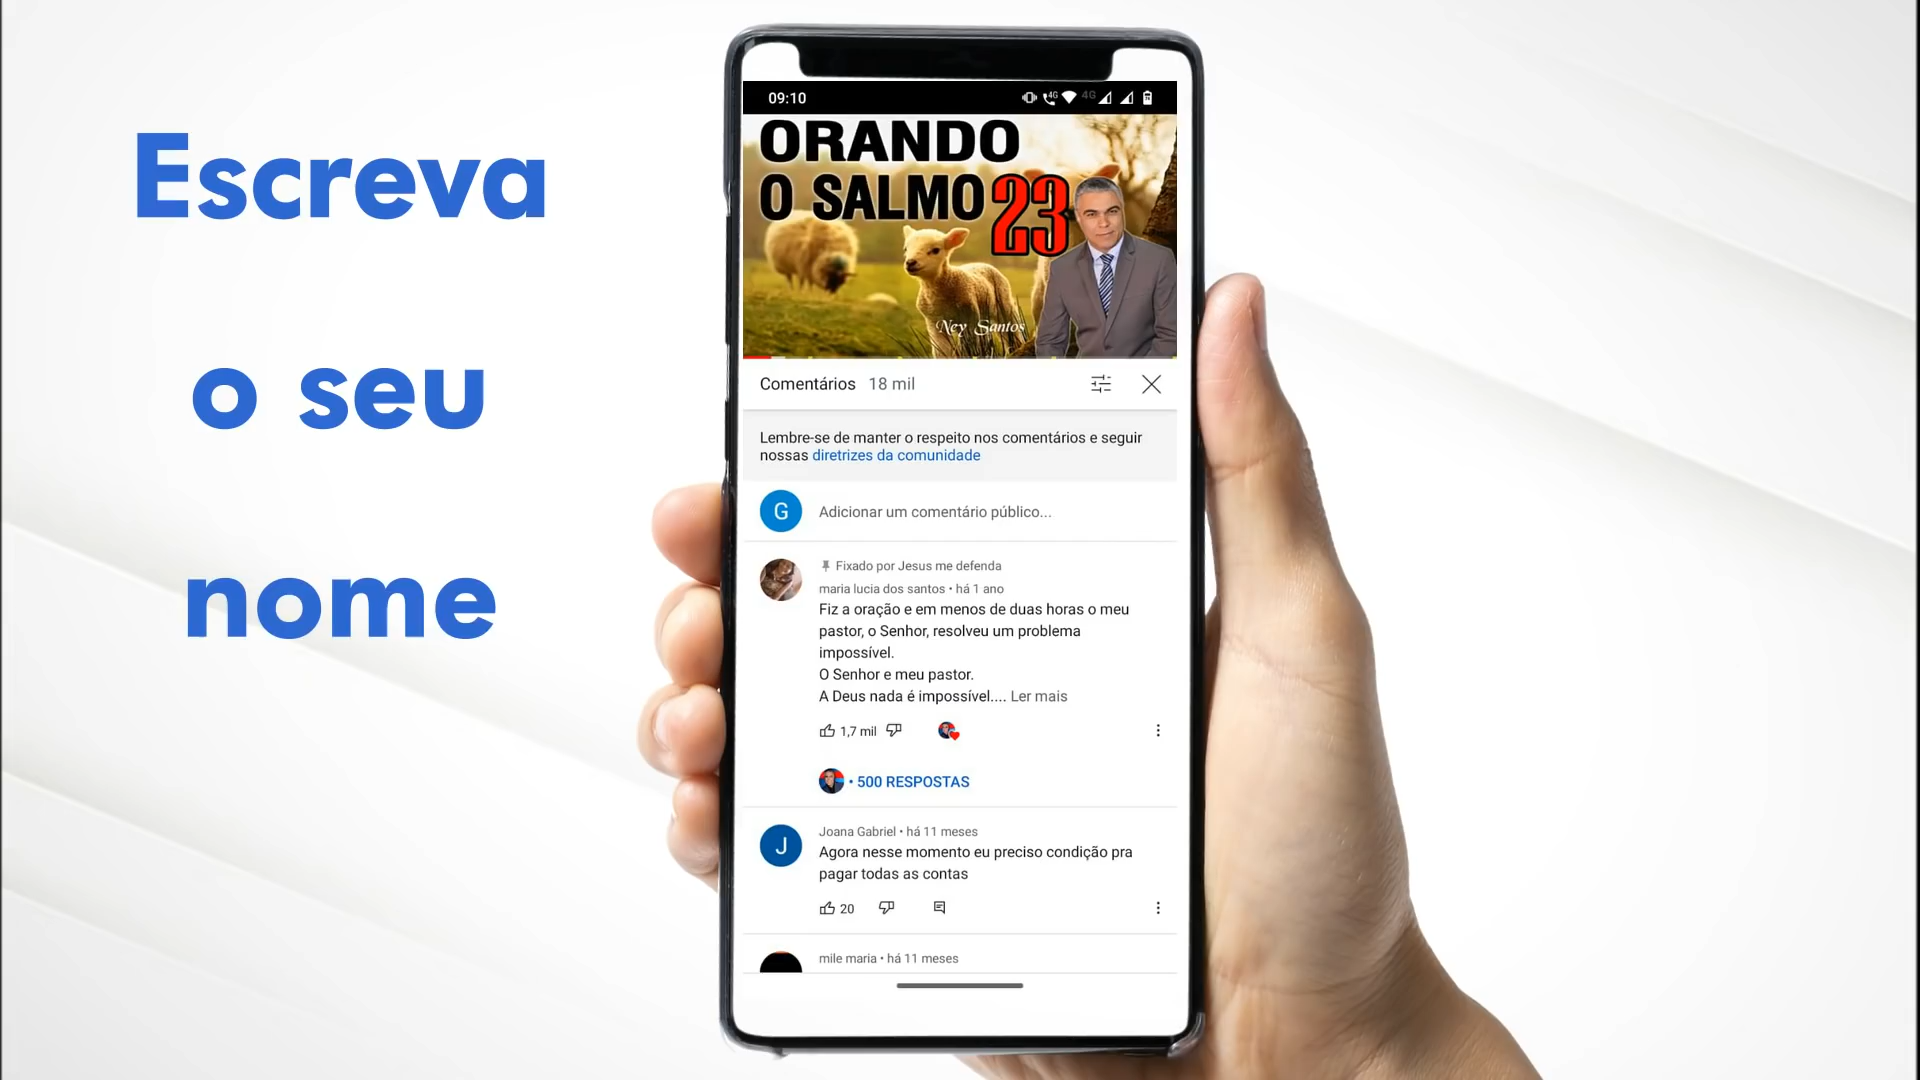 Escreva
o seu
nome
09:10
4G
4G
ORANDO
O SALMO 23
Ney Santos
Comentários 18 mil
Lembre-se de manter o respeito nos comentários e seguir
nossas diretrizes da comunidade
G
Adicionar um comentário público...
Fixado por Jesus me defenda
maria lucia dos santos • há 1 ano
Fiz a oração e em menos de duas horas o meu
pastor, o Senhor, resolveu um problema
impossível.
O Senhor e meu pastor.
A Deus nada é impossível.... Ler mais
1,7 mil
• 500 RESPOSTAS
J
Joana Gabriel • há 11 meses
Agora nesse momento eu preciso condição pra
pagar todas as contas
20
mile maria • há 11 meses